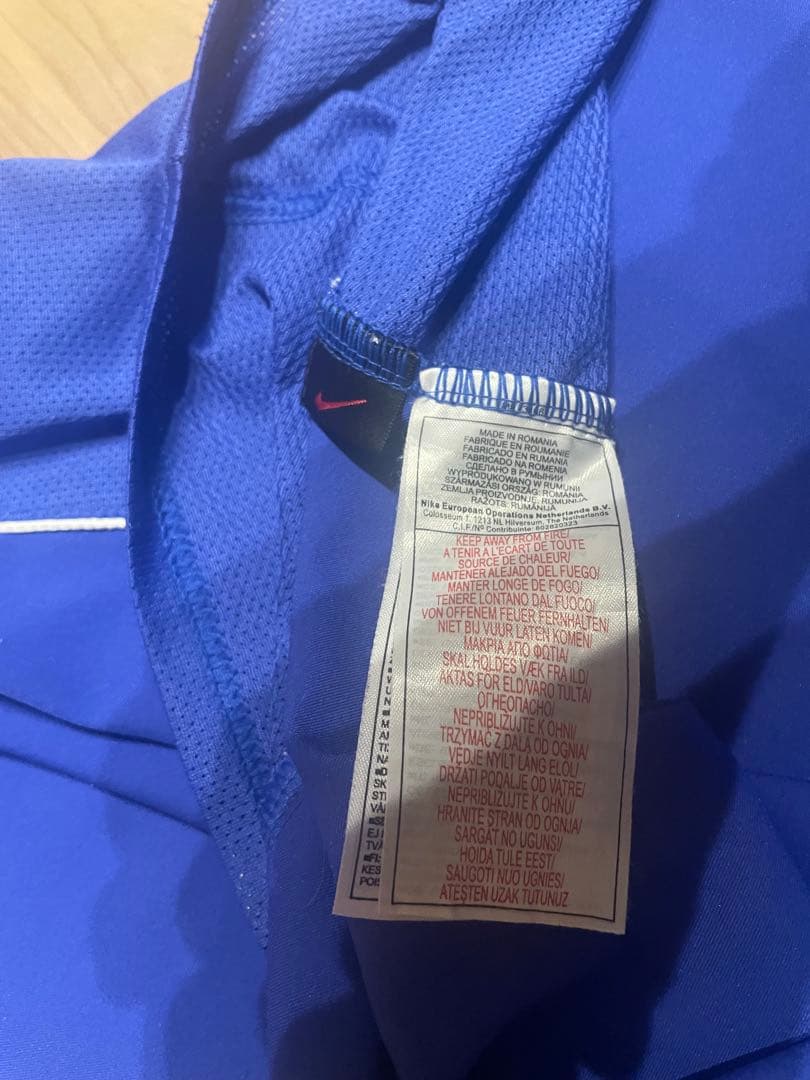 MADE IN ROMANIA
FABRIQUE EN ROUMANIE
FABRICADO EN RUMANIA
FABRICADO NA ROMENIA
СДЕЛАНО В РУМЫНИИ
WYPRODUKOWANO W RUMUNII
SZÁRMAZÁSI ORSZÁG: ROMÁNIA
ZEMLJA PROIZVODNJE: RUMUNIJA
RAŽOTS: RUMĀNIJĀ
Nike European Operations Netherlands B.V.
Colosseum 1, 1213 NL Hilversum, The Netherlands
C.I.F/Nº Contribuinte: 802820323
KEEP AWAY FROM FIRE/
A TENIR A L'ECART DE TOUTE
SOURCE DE CHALEUR/
MANTENER ALEJADO DEL FUEGO/
MANTER LONGE DE FOGO/
TENERE LONTANO DAL FUOCO/
VON OFFENEM FEUER FERNHALTEN/
NIET BIJ VUUR LATEN KOMEN/
ΜΑΚΡΙΑ ΑΠΟ ΦΩΤΙΑ/
SKAL HOLDES VÆK FRA ILD/
AKTAS FOR ELD/VARO TULTA/
ОГНЕОПАСНО/
NEPRIBLIŽUJTE K OHNI/
TRZYMAĆ Z DALA OD OGNIA/
VEDJE NYILT LÁNG ELŐL/
DRŽATI PODALJE OD VATRE/
NEPRIBLIŽUJTE K OHŇU/
HRANITE STRAN OD OGNJA/
SARGĀT NO UGUNS/
HOIDA TULE EEST/
SAUGOTI NUO UGNIES/
ATEŞTEN UZAK TUTUNUZ